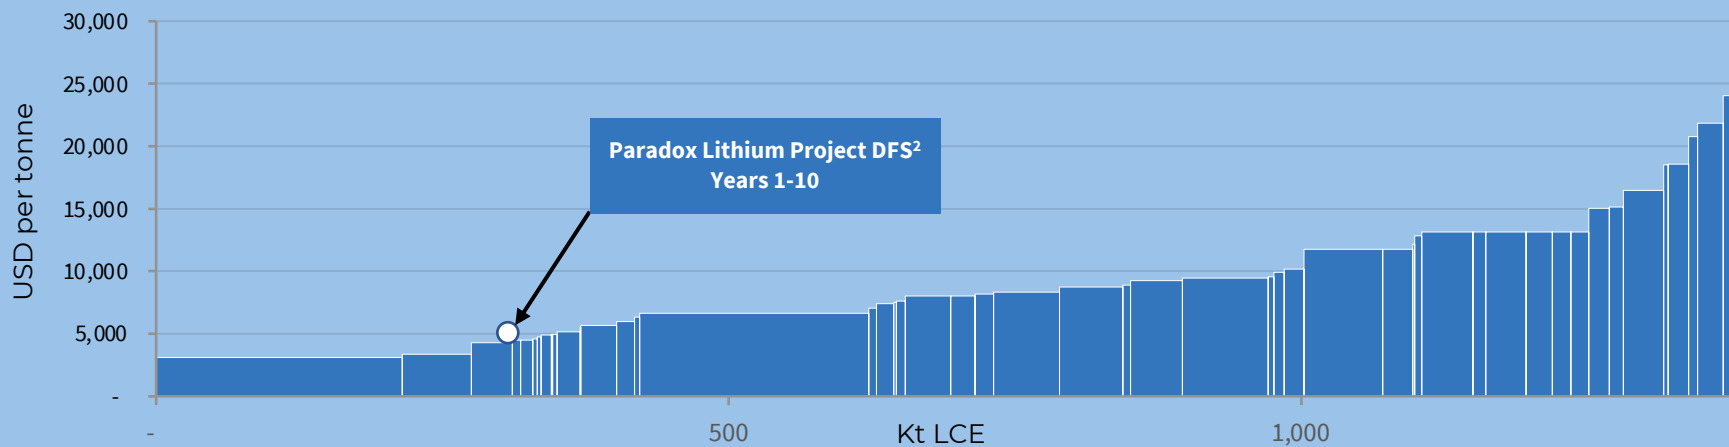 30,000
25,000
20,000
15,000
10,000
5,000
-
USD per tonne
Paradox Lithium Project DFS²
Years 1-10
-
500
Kt LCE
1,000